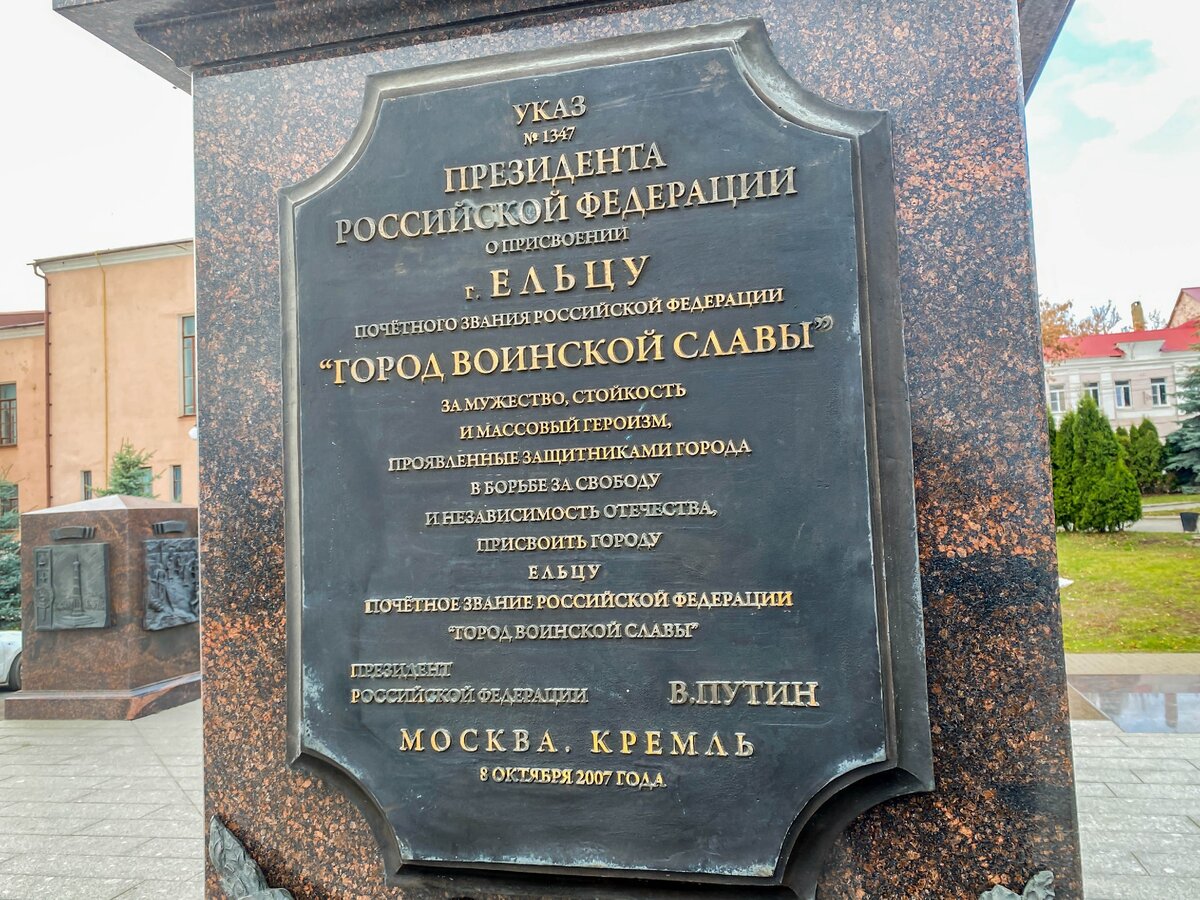 УКАЗ
№ 1347
ПРЕЗИДЕНТА
РОССИЙСКОЙ ФЕДЕРАЦИИ
О ПРИСВОЕНИИ
г. ЕЛЬЦУ
ПОЧЁТНОГО ЗВАНИЯ РОССИЙСКОЙ ФЕДЕРАЦИИ
“ГОРОД ВОИНСКОЙ СЛАВЫ”
ЗА МУЖЕСТВО, СТОЙКОСТЬ
И МАССОВЫЙ ГЕРОИЗМ,
ПРОЯВЛЕННЫЕ ЗАЩИТНИКАМИ ГОРОДА
В БОРЬБЕ ЗА СВОБОДУ
И НЕЗАВИСИМОСТЬ ОТЕЧЕСТВА,
ПРИСВОИТЬ ГОРОДУ
ЕЛЬЦУ
ПОЧЁТНОЕ ЗВАНИЕ РОССИЙСКОЙ ФЕДЕРАЦИИ
“ГОРОД ВОИНСКОЙ СЛАВЫ”
ПРЕЗИДЕНТ
РОССИЙСКОЙ ФЕДЕРАЦИИ В.ПУТИН
МОСКВА. КРЕМЛЬ
8 ОКТЯБРЯ 2007 ГОДА